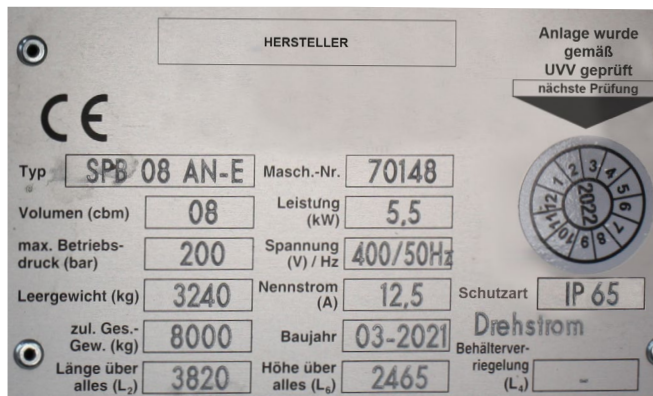 HERSTELLER
Anlage wurde
gemäß
UVV geprüft
nächste Prüfung
CE
Typ SPB 08 AN-E Masch.-Nr. 70148
1 2 3 4 5 6 7 8 9 10 11 12
2022
Volumen (cbm) 08 Leistung (kW) 5,5
max. Betriebs-
druck (bar) 200 Spannung
(V) / Hz 400/50Hz
Leergewicht (kg) 3240 Nennstrom
(A) 12,5 Schutzart IP 65
zul. Ges.-
Gew. (kg) 8000 Baujahr 03-2021 Drehstrom
Länge über
alles (L₂) 3820 Höhe über
alles (L₆) 2465 Behälterver-
riegelung
(L₄) -